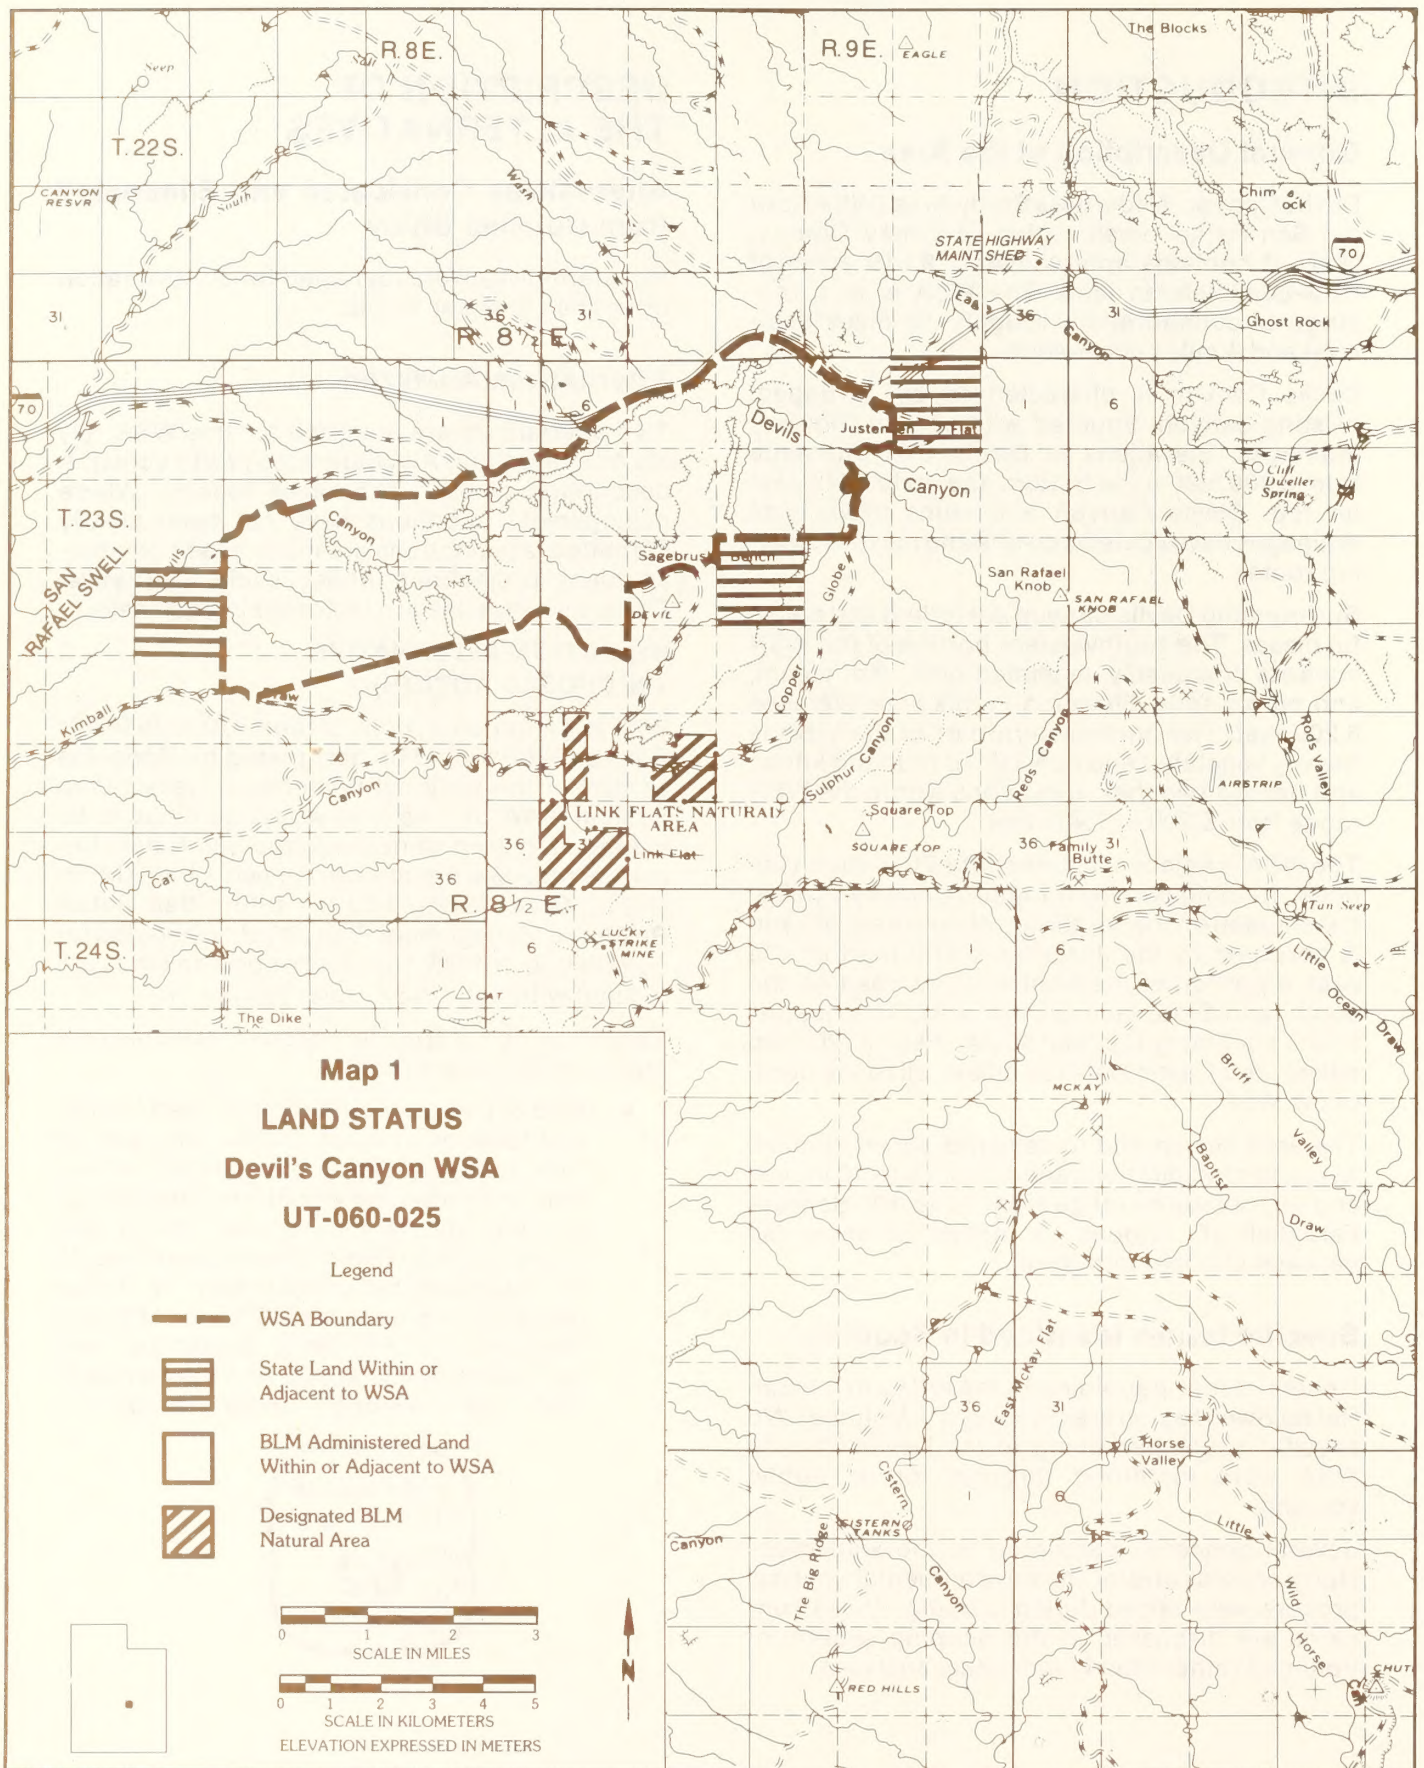 R.8E.
R.9E.
EAGLE
The Blocks
Seep
Salt
T.22S.
CANYON
RESVR
South
Wash
STATE HIGHWAY
MAINT SHED
70
31
36
31
R. 8½ E.
36
31
Eagle
Canyon
Ghost Rock
70
1
1
6
6
Devils
Justensen Flat
Canyon
Cliff
Dweller
Spring
T.23S.
SAN
RAFAEL SWELL
Devils
Canyon
Sagebrush Bench
DEVIL
Globe
Copper
San Rafael
Knob
SAN RAFAEL
KNOB
Kimball
Draw
Canyon
Sulphur Canyon
Reds Canyon
Rods Valley
AIRSTRIP
LINK FLATS NATURAL
AREA
Square Top
SQUARE TOP
36
31
Link Flat
36
31
Family
Butte
Cat
36
R. 8½ E.
Tan Seep
T.24S.
1
6
LUCKY
STRIKE
MINE
CAT
1
6
Little
Ocean Draw
The Dike
MCKAY
Bruff
Valley
Baptist
Draw
Map 1
LAND STATUS
Devil's Canyon WSA
UT-060-025
Legend
WSA Boundary
State Land Within or
Adjacent to WSA
BLM Administered Land
Within or Adjacent to WSA
Designated BLM
Natural Area
0 1 2 3
SCALE IN MILES
0 1 2 3 4 5
SCALE IN KILOMETERS
ELEVATION EXPRESSED IN METERS
N
East McKay Flat
36
31
Horse
Valley
1
6
Cistern
Canyon
CISTERN
TANKS
Canyon
The Big Ridge
Little
Wild
Horse
RED HILLS